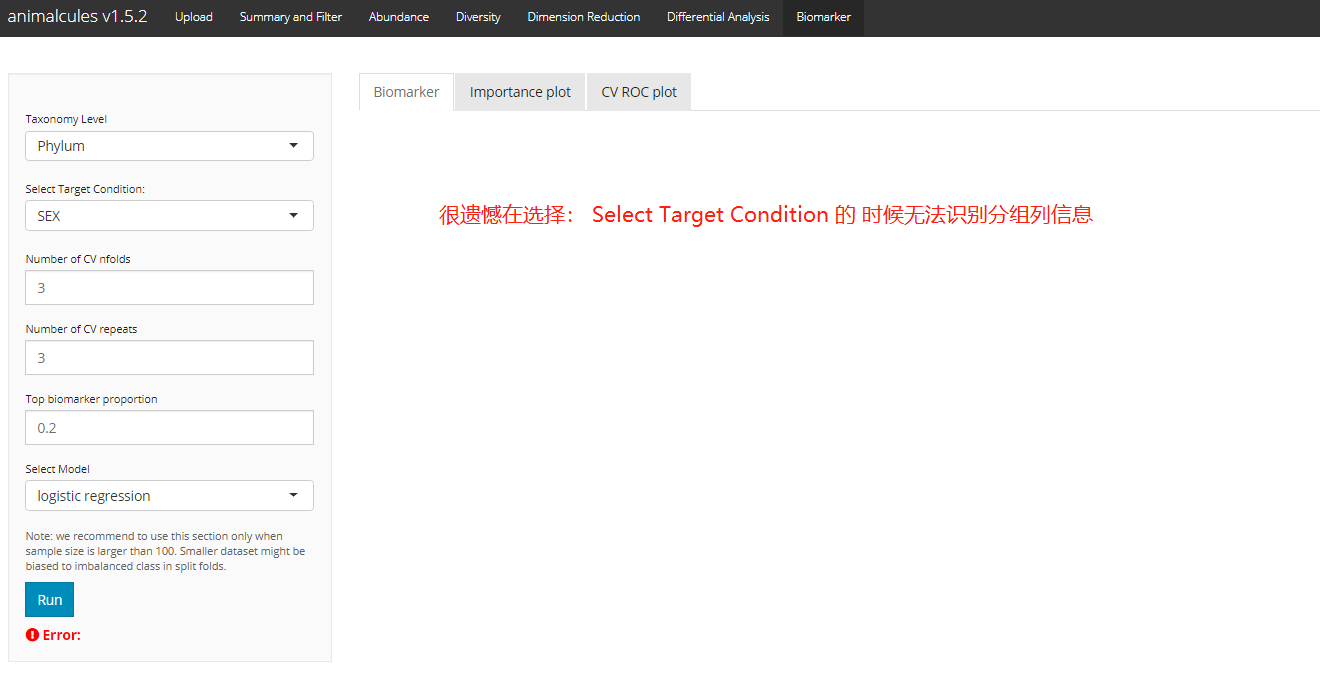 animalcules v1.5.2 Upload Summary and Filter Abundance Diversity Dimension Reduction Differential Analysis Biomarker
Biomarker Importance plot CV ROC plot
Taxonomy Level
Phylum
Select Target Condition:
SEX
很遗憾在选择： Select Target Condition 的 时候无法识别分组列信息
Number of CV nfolds
3
Number of CV repeats
3
Top biomarker proportion
0.2
Select Model
logistic regression
Note: we recommend to use this section only when
sample size is larger than 100. Smaller dataset might be
biased to imbalanced class in split folds.
Run
Error: